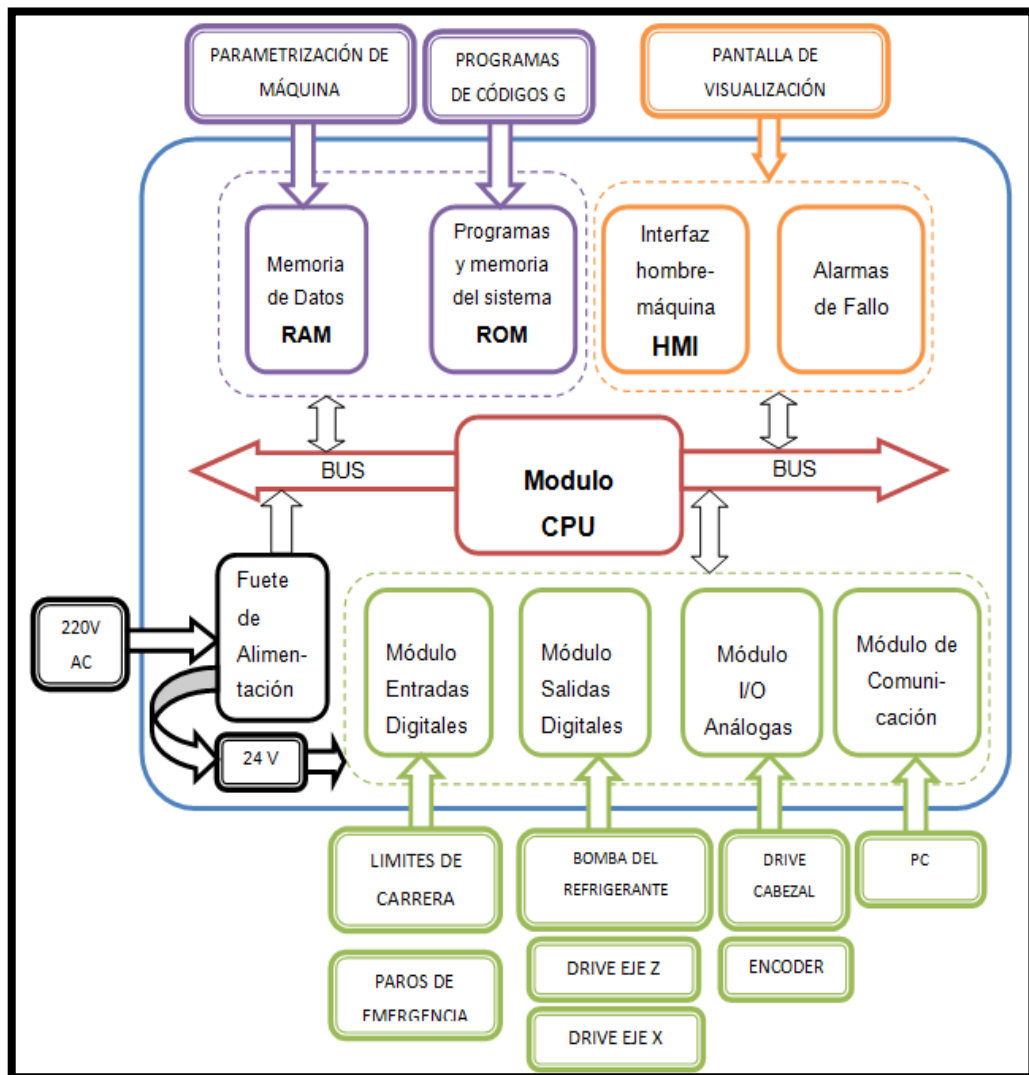 PARAMETRIZACIÓN DE
MÁQUINA
PROGRAMAS
DE CÓDIGOS G
PANTALLA DE
VISUALIZACIÓN
Memoria
de Datos
RAM
Programas
y memoria
del sistema
ROM
Interfaz
hombre-
máquina
HMI
Alarmas
de Fallo
BUS
Modulo
CPU
BUS
220V
AC
Fuete
de
Alimen-
tación
24 V
Módulo
Entradas
Digitales
Módulo
Salidas
Digitales
Módulo
I/O
Análogas
Módulo de
Comuni-
cación
LIMITES DE
CARRERA
PAROS DE
EMERGENCIA
BOMBA DEL
REFRIGERANTE
DRIVE EJE Z
DRIVE EJE X
DRIVE
CABEZAL
ENCODER
PC